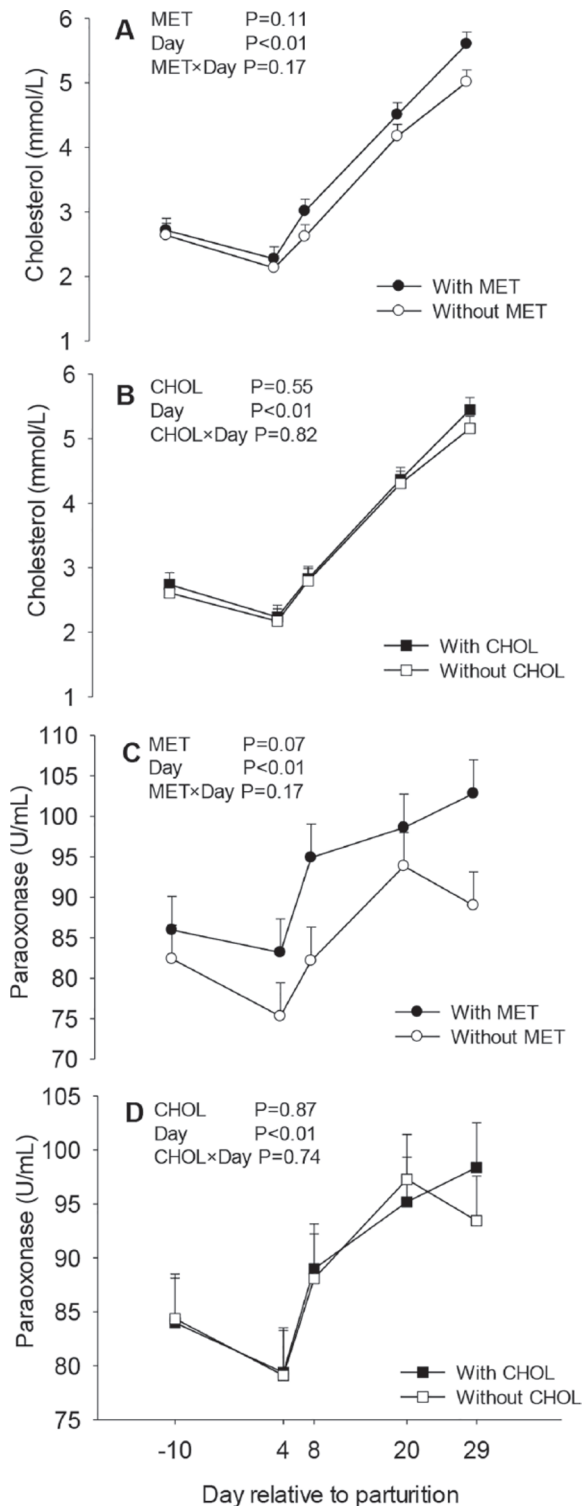 A
MET P=0.11
Day P<0.01
MET×Day P=0.17
Cholesterol (mmol/L)
6
5
4
3
2
1
With MET
Without MET
B
CHOL P=0.55
Day P<0.01
CHOL×Day P=0.82
Cholesterol (mmol/L)
6
5
4
3
2
1
With CHOL
Without CHOL
C
MET P=0.07
Day P<0.01
MET×Day P=0.17
Paraoxonase (U/mL)
110
105
100
95
90
85
80
75
70
With MET
Without MET
D
CHOL P=0.87
Day P<0.01
CHOL×Day P=0.74
Paraoxonase (U/mL)
105
100
95
90
85
80
75
With CHOL
Without CHOL
-10 4 8 20 29
Day relative to parturition